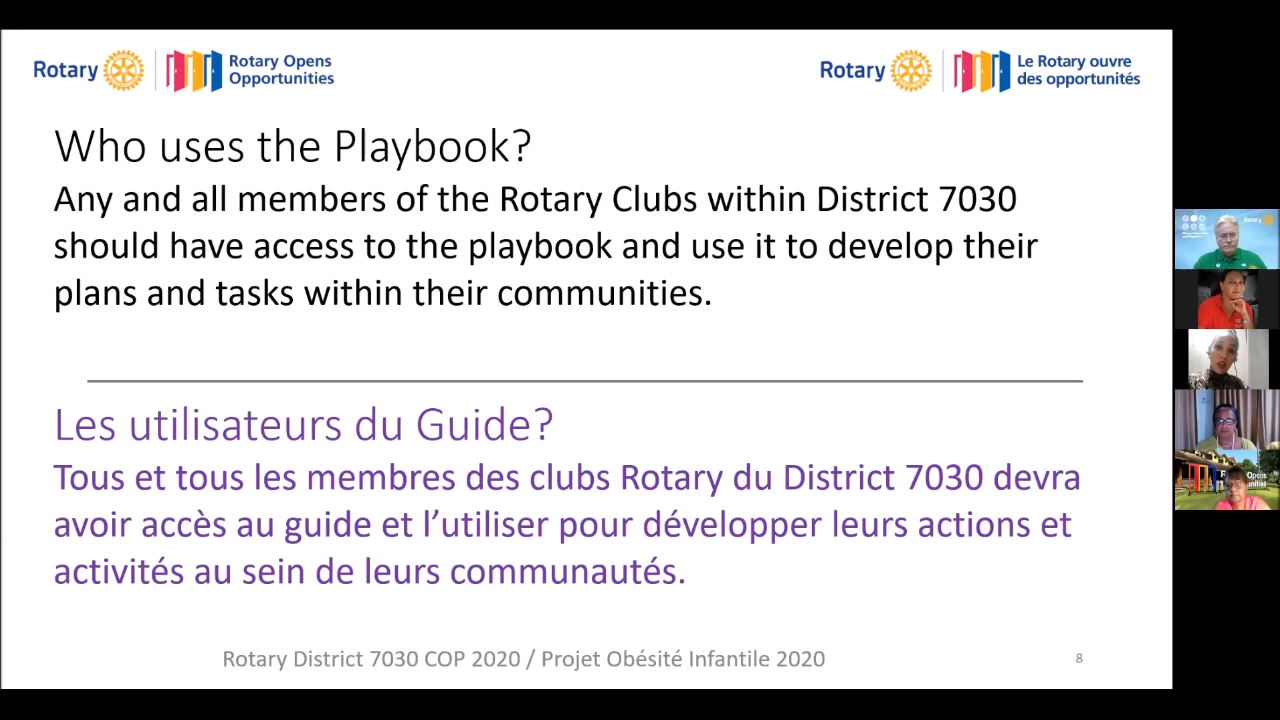 Rotary
Rotary Opens
Opportunities
Rotary
Le Rotary ouvre
des opportunités
Who uses the Playbook?
Any and all members of the Rotary Clubs within District 7030
should have access to the playbook and use it to develop their
plans and tasks within their communities.
Les utilisateurs du Guide?
Tous et tous les membres des clubs Rotary du District 7030 devra
avoir accès au guide et l’utiliser pour développer leurs actions et
activités au sein de leurs communautés.
Rotary District 7030 COP 2020 / Projet Obésité Infantile 2020
8
Rotary